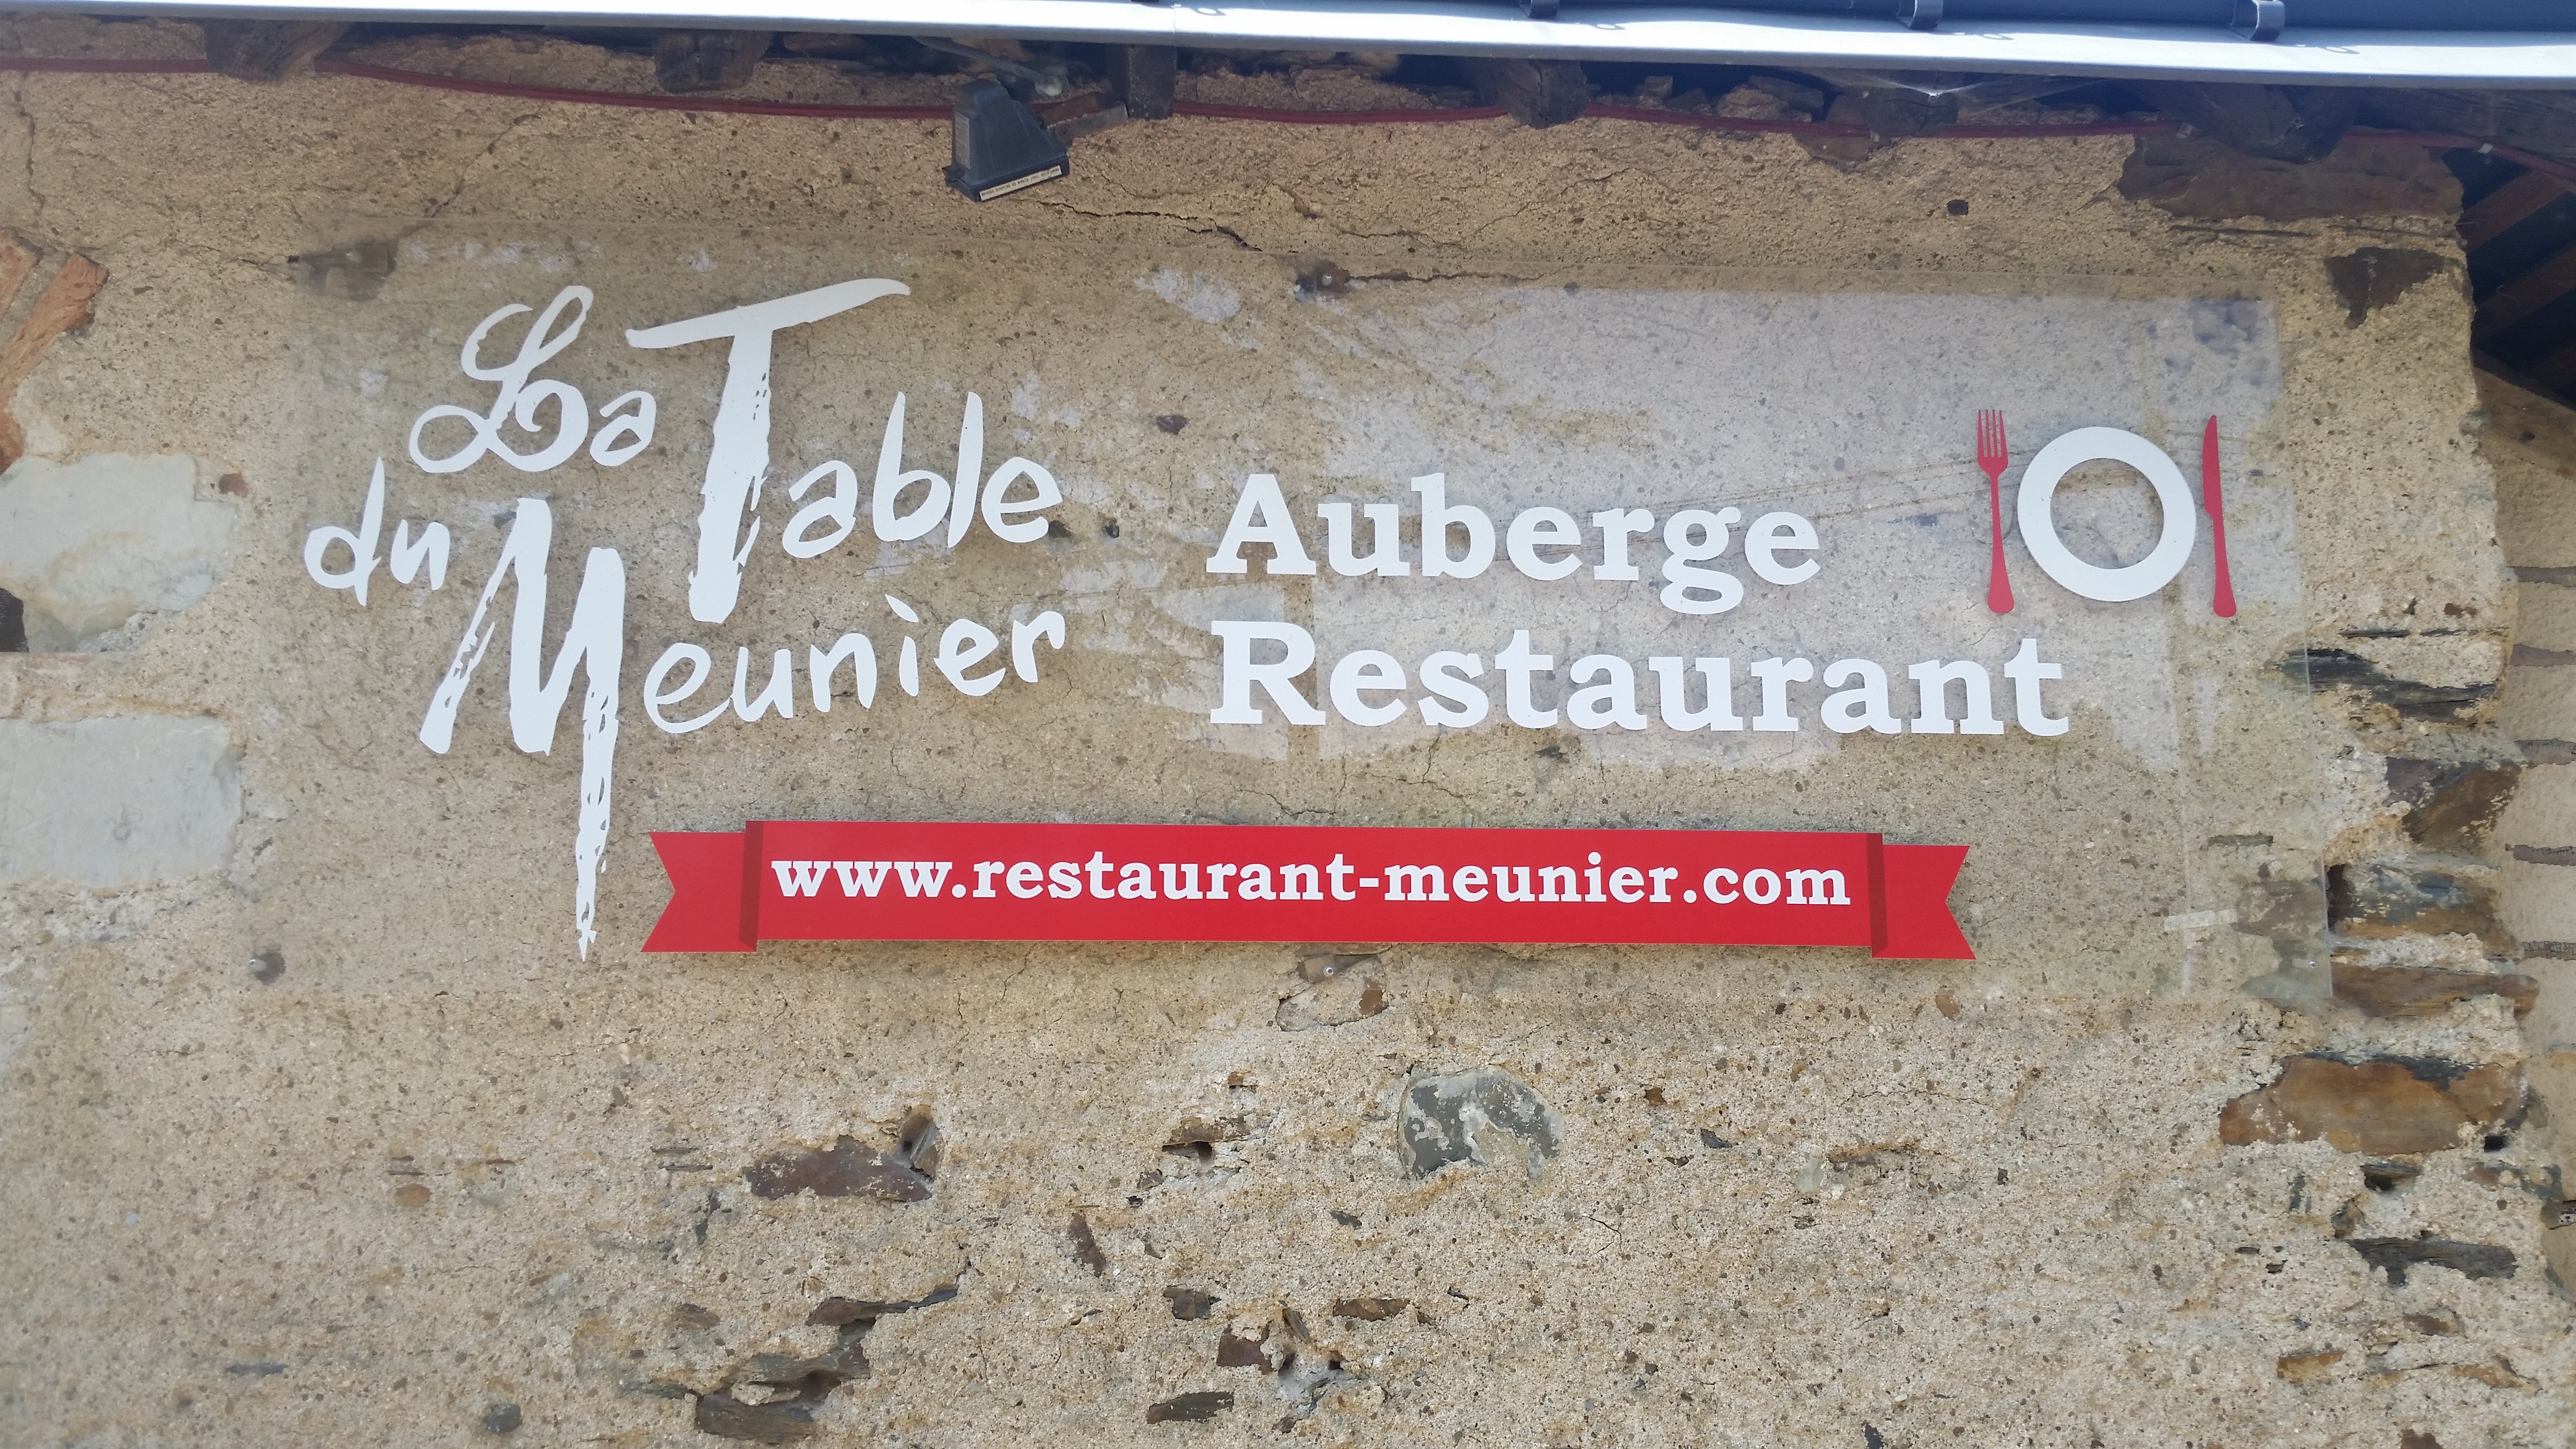 La Table
du Meunier
Auberge
Restaurant
www.restaurant-meunier.com